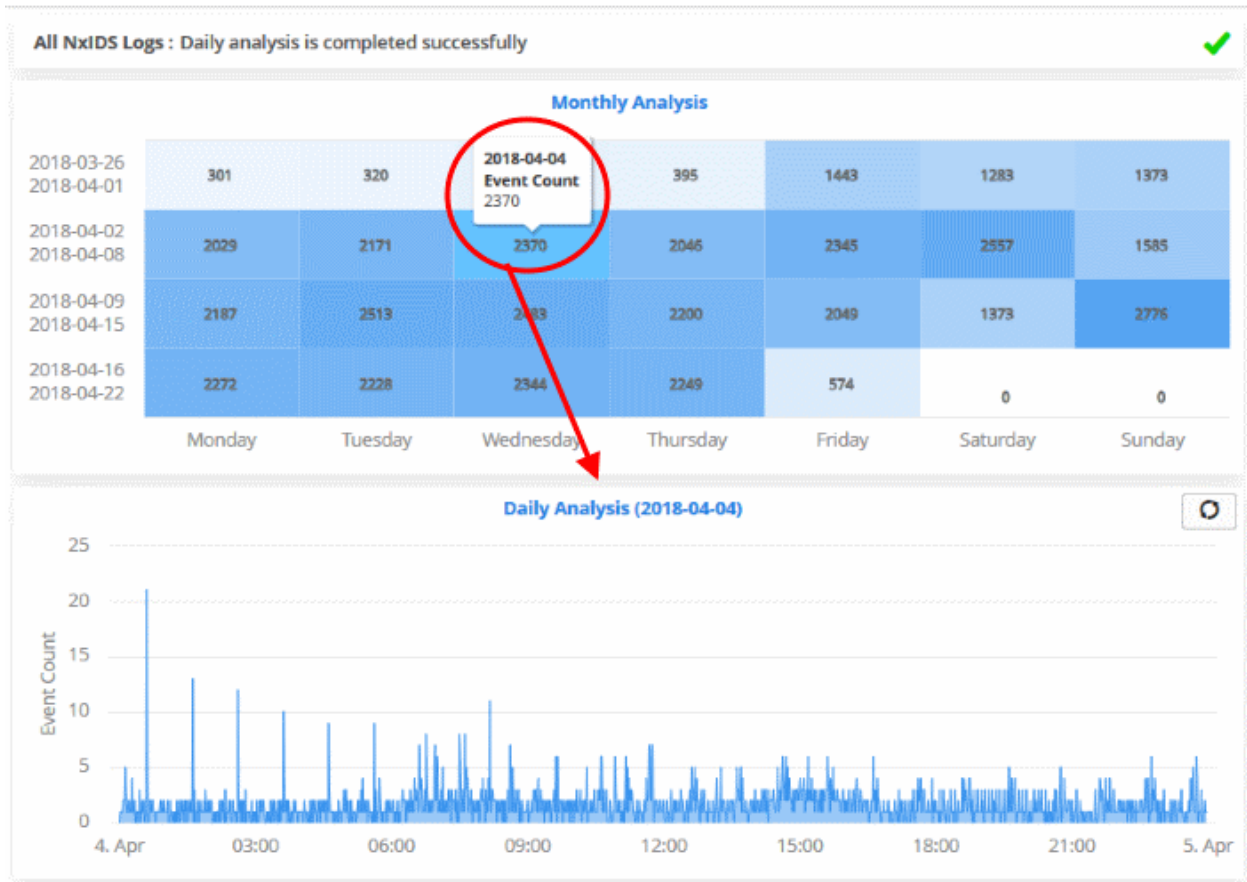 All NxIDS Logs : Daily analysis is completed successfully
Monthly Analysis
2018-03-26
2018-04-01
301 320 395 1443 1283 1373
2018-04-04
Event Count
2370
2018-04-02
2018-04-08
2029 2171 2370 2046 2345 2557 1585
2018-04-09
2018-04-15
2187 2513 2483 2200 2049 1373 2776
2018-04-16
2018-04-22
2272 2228 2344 2249 574 0 0
Monday Tuesday Wednesday Thursday Friday Saturday Sunday
Daily Analysis (2018-04-04)
Event Count
25
20
15
10
5
0
4. Apr 03:00 06:00 09:00 12:00 15:00 18:00 21:00 5. Apr